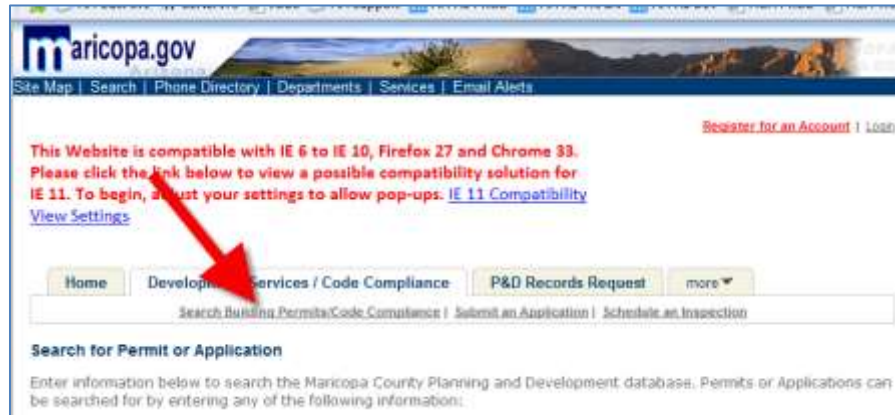 maricopa.gov
Arizona
Site Map | Search | Phone Directory | Departments | Services | Email Alerts
Register for an Account | Login
This Website is compatible with IE 6 to IE 10, Firefox 27 and Chrome 33.
Please click the link below to view a possible compatibility solution for
IE 11. To begin, adjust your settings to allow pop-ups. IE 11 Compatibility
View Settings
Home Development Services / Code Compliance P&D Records Request more
Search Building Permits/Code Compliance | Submit an Application | Schedule an Inspection
Search for Permit or Application
Enter information below to search the Maricopa County Planning and Development database. Permits or Applications can
be searched for by entering any of the following information: